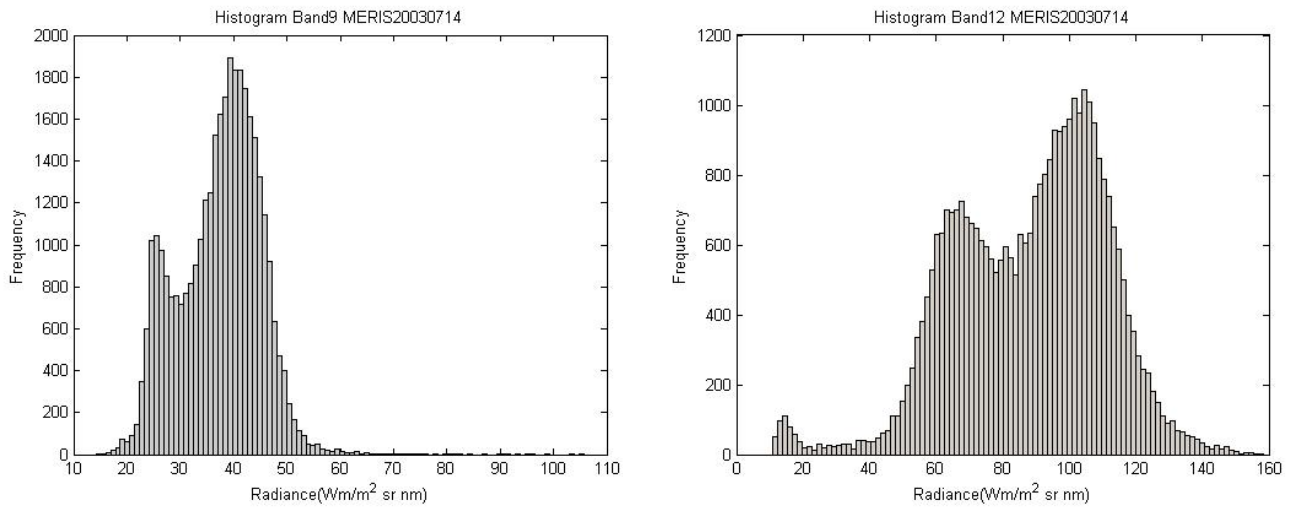 Histogram Band9 MERIS20030714
2000
1800
1600
1400
1200
1000
800
600
400
200
0
Frequency
10 20 30 40 50 60 70 80 90 100 110
Radiance(Wm/m² sr nm)
Histogram Band12 MERIS20030714
1200
1000
800
600
400
200
0
Frequency
0 20 40 60 80 100 120 140 160
Radiance(Wm/m² sr nm)